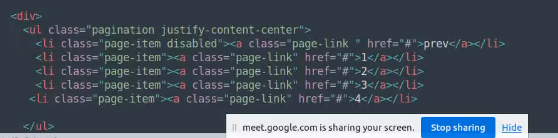 <div>
<ul class="pagination justify-content-center">
<li class="page-item disabled"><a class="page-link " href="#">prev</a></li>
<li class="page-item"><a class="page-link" href="#">1</a></li>
<li class="page-item"><a class="page-link" href="#">2</a></li>
<li class="page-item"><a class="page-link" href="#">3</a></li>
<li class="page-item"><a class="page-link" href="#">4</a></li>
</ul>
meet.google.com is sharing your screen. Stop sharing Hide